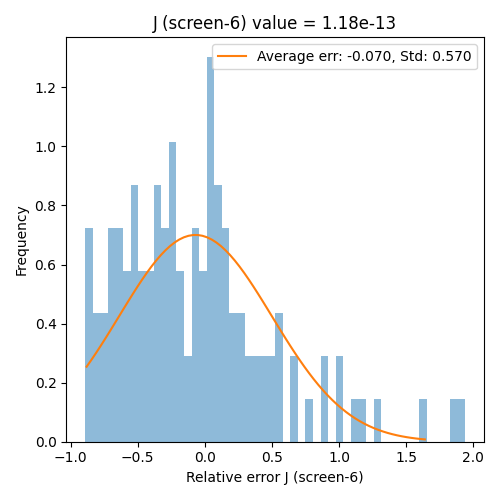 J (screen-6) value = 1.18e-13
Average err: -0.070, Std: 0.570
Frequency
1.2
1.0
0.8
0.6
0.4
0.2
0.0
−1.0 −0.5 0.0 0.5 1.0 1.5 2.0
Relative error J (screen-6)